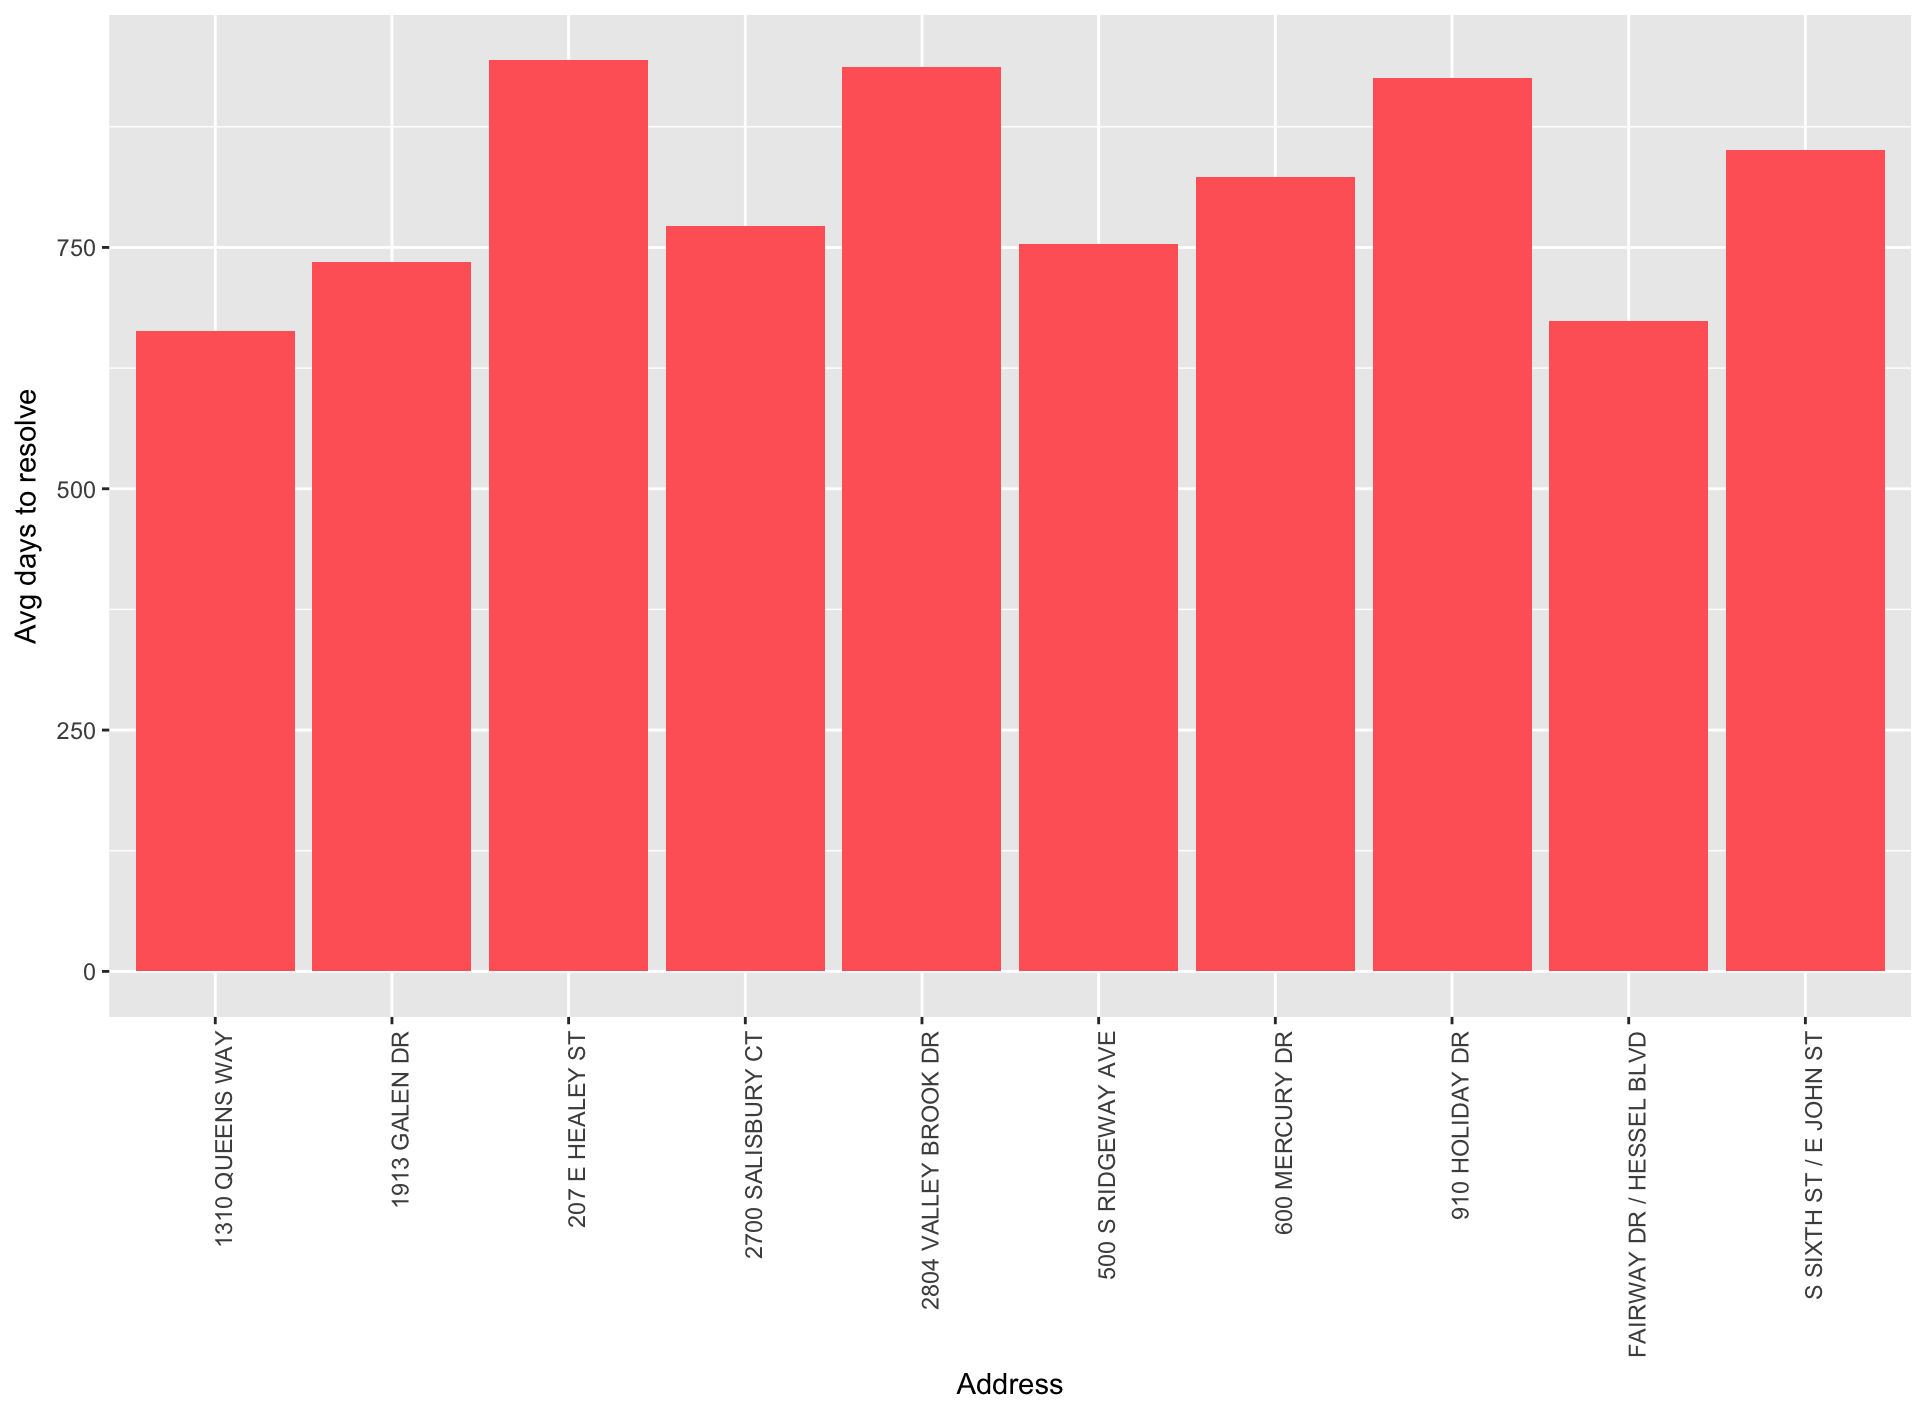 Avg days to resolve
750
500
250
0
1310 QUEENS WAY
1913 GALEN DR
207 E HEALEY ST
2700 SALISBURY CT
2804 VALLEY BROOK DR
500 S RIDGEWAY AVE
600 MERCURY DR
910 HOLIDAY DR
FAIRWAY DR / HESSEL BLVD
S SIXTH ST / E JOHN ST
Address